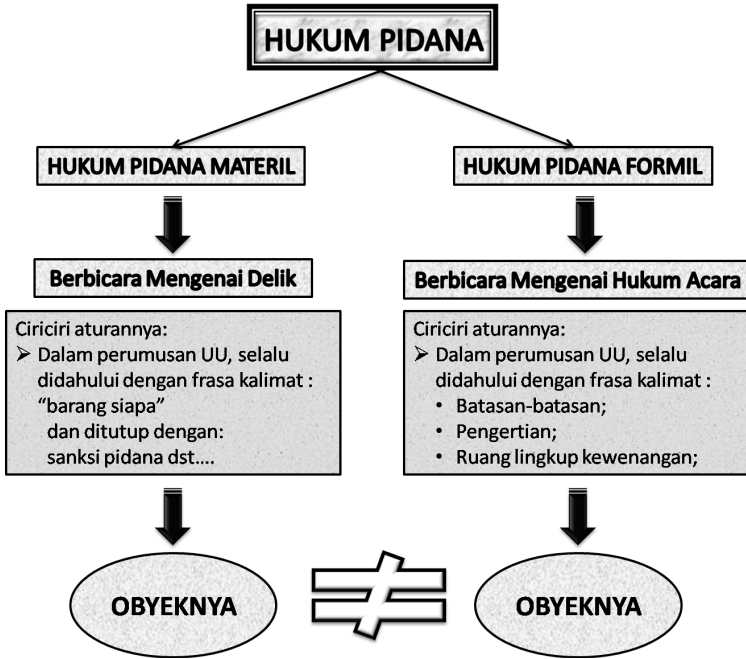 HUKUM PIDANA
HUKUM PIDANA MATERIL
Berbicara Mengenai Delik
Ciriciri aturannya:
➢ Dalam perumusan UU, selalu
didahului dengan frasa kalimat :
“barang siapa”
dan ditutup dengan:
sanksi pidana dst....
OBYEKNYA
≠
HUKUM PIDANA FORMIL
Berbicara Mengenai Hukum Acara
Ciriciri aturannya:
➢ Dalam perumusan UU, selalu
didahului dengan frasa kalimat :
• Batasan-batasan;
• Pengertian;
• Ruang lingkup kewenangan;
OBYEKNYA